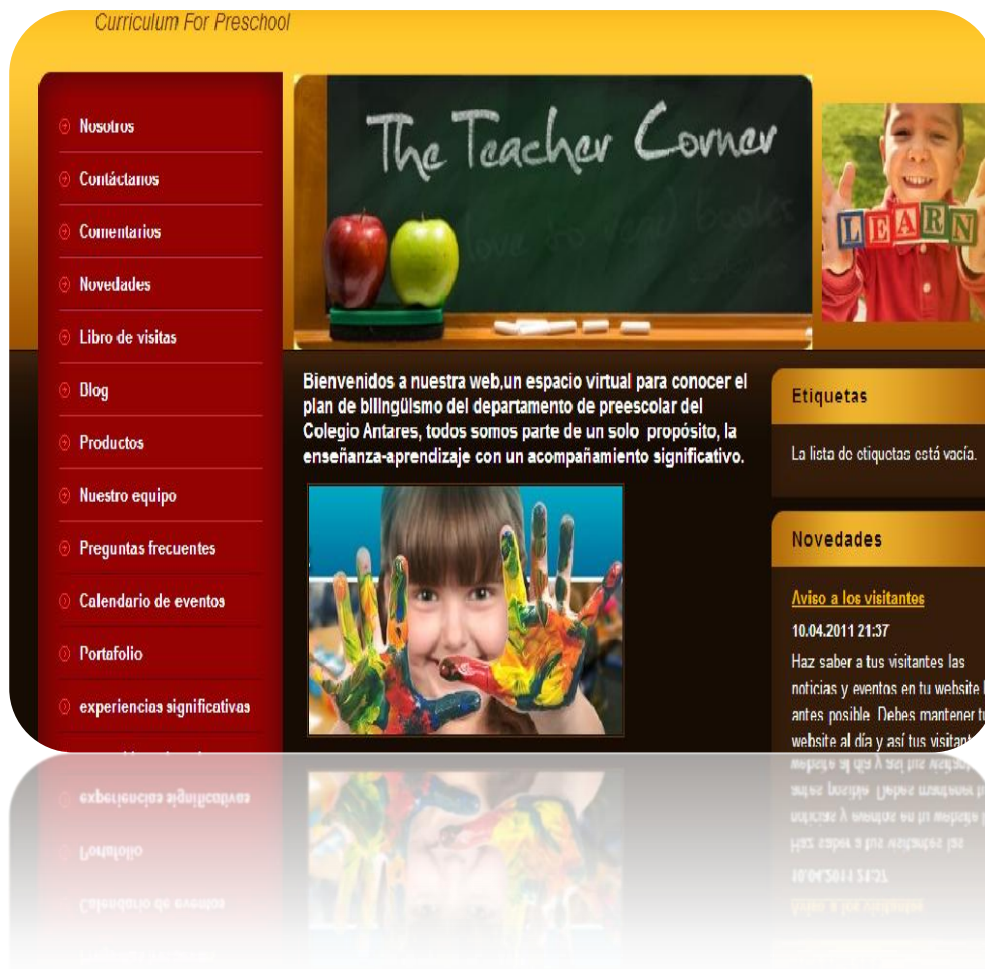 Curriculum For Preschool
Nosotros
Contáctanos
Comentarios
Novedades
Libro de visitas
Blog
Productos
Nuestro equipo
Preguntas frecuentes
Calendario de eventos
Portafolio
experiencias significativas
The Teacher Corner
love to read books
LEARN
Bienvenidos a nuestra web,un espacio virtual para conocer el
plan de bilingüismo del departamento de preescolar del
Colegio Antares, todos somos parte de un solo propósito, la
enseñanza-aprendizaje con un acompañamiento significativo.
Etiquetas
La lista de etiquetas está vacía.
Novedades
Aviso a los visitantes
10.04.2011 21:37
Haz saber a tus visitantes las
noticias y eventos en tu website
antes posible. Debes mantener
website al día y así tus